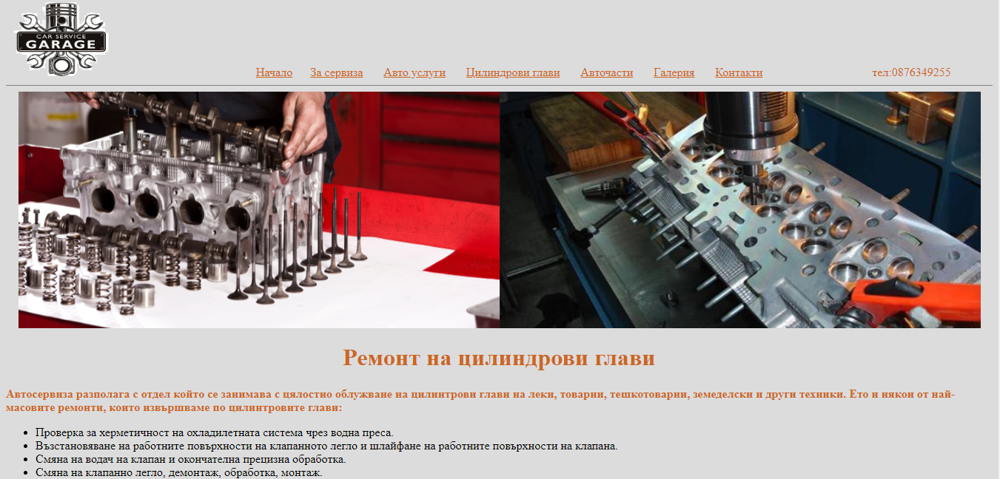 CAR SERVICE
GARAGE
Начало За сервиза Авто услуги Цилиндрови глави Авточасти Галерия Контакти тел:0876349255
Ремонт на цилиндрови глави
Автосервиза разполага с отдел който се занимава с цялостно облужване на цилинтрови глави на леки, товарни, тешкотоварни, земеделски и други техники. Ето и някои от най-
масовите ремонти, които извършваме по цилинтровите глави:
• Проверка за херметичност на охладилетната система чрез водна преса.
• Възстановяване на работните повърхности на клапанното легло и шлайфане на работните повърхности на клапана.
• Смяна на водач на клапан и окончателна прецизна обработка.
• Смяна на клапанно легло, демонтаж, обработка, монтаж.